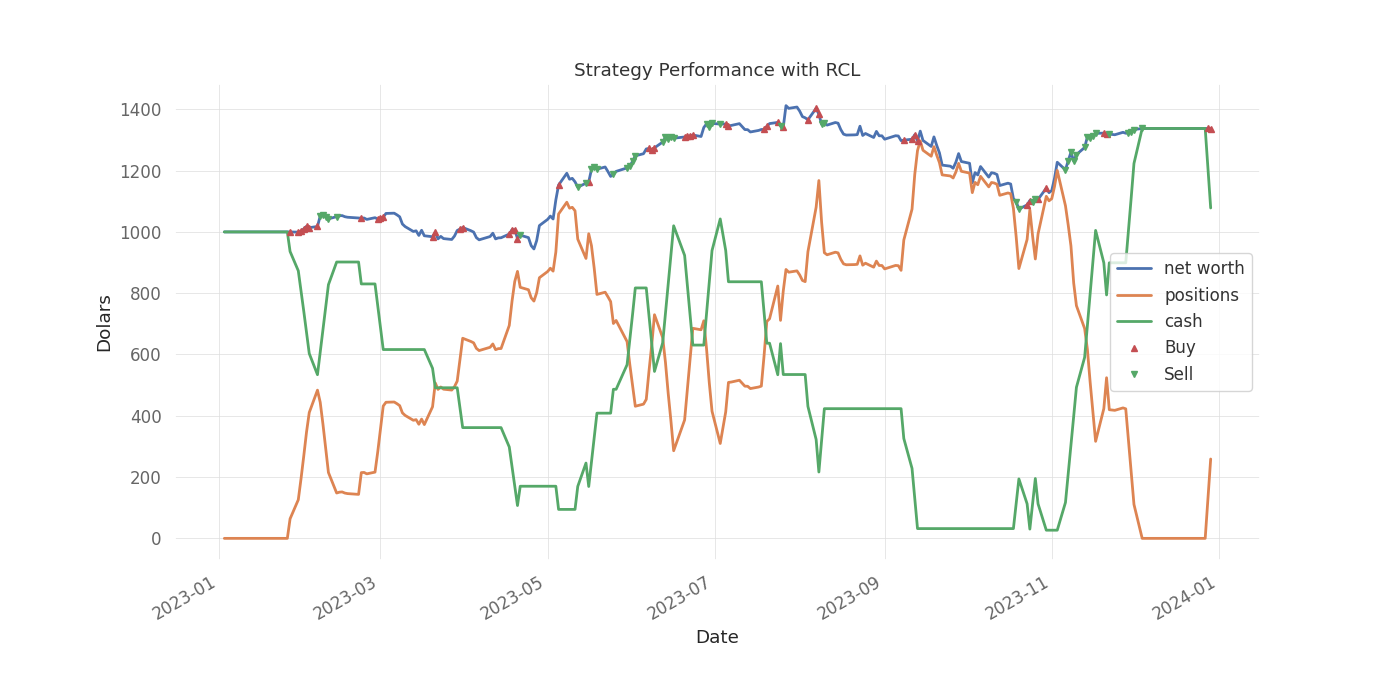 Strategy Performance with RCL
1400
1200
1000
800
600
400
200
0
Dolars
net worth
positions
cash
Buy
Sell
2023-01
2023-03
2023-05
2023-07
2023-09
2023-11
2024-01
Date